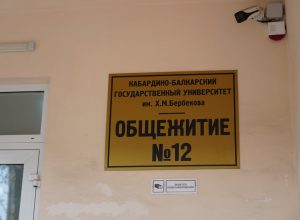 КАБАРДИНО-БАЛКАРСКИЙ
ГОСУДАРСТВЕННЫЙ УНИВЕРСИТЕТ
им. Х.М.Бербекова
ОБЩЕЖИТИЕ
№12